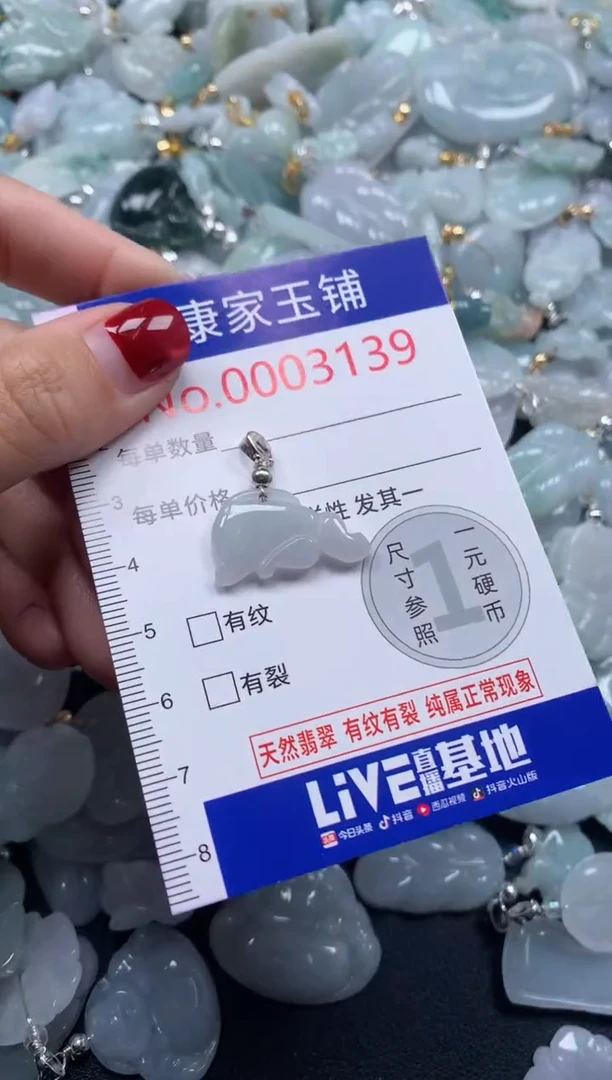 康家玉铺
No.0003139
每单数量
3
每单价格
性 发其一
4
尺寸参照
1
一元硬币
5
有纹
6
有裂
天然翡翠 有纹有裂 纯属正常现象
7
LiVE直播基地
8
头条 今日头条 抖音 西瓜视频 抖音火山版